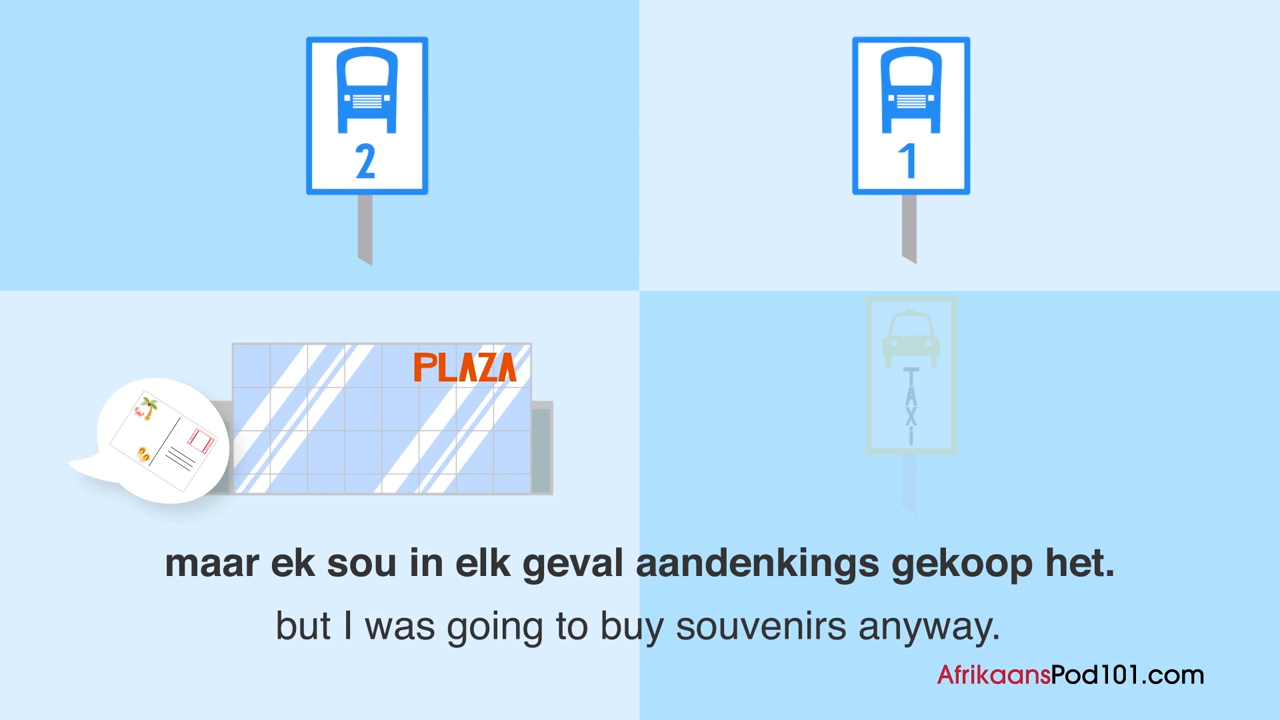 2
1
PLAZA
TAXi
maar ek sou in elk geval aandenkings gekoop het.
but I was going to buy souvenirs anyway.
AfrikaansPod101.com